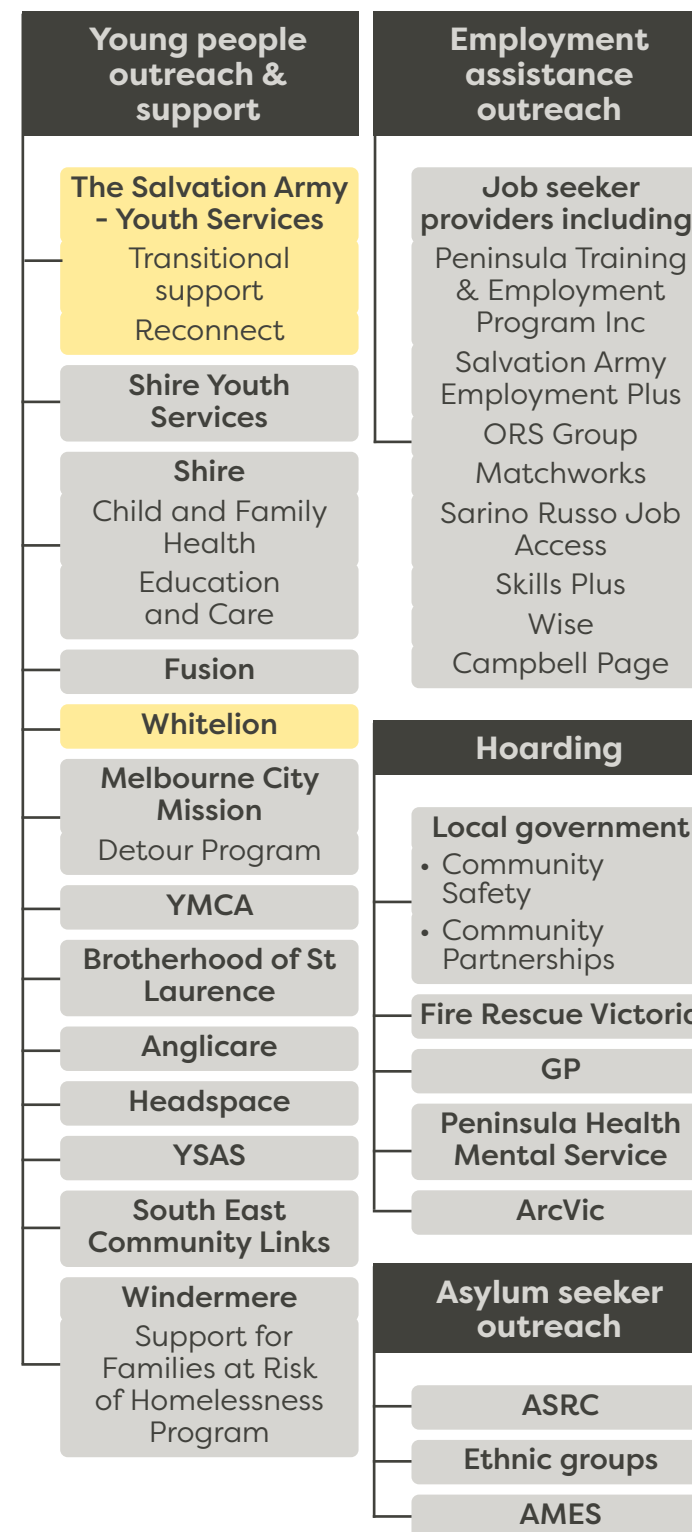 Young people
outreach &
support
The Salvation Army
- Youth Services
Transitional
support
Reconnect
Shire Youth
Services
Shire
Child and Family
Health
Education
and Care
Fusion
Whitelion
Melbourne City
Mission
Detour Program
YMCA
Brotherhood of St
Laurence
Anglicare
Headspace
YSAS
South East
Community Links
Windermere
Support for
Families at Risk
of Homelessness
Program
Employment
assistance
outreach
Job seeker
providers including
Peninsula Training
& Employment
Program Inc
Salvation Army
Employment Plus
ORS Group
Matchworks
Sarino Russo Job
Access
Skills Plus
Wise
Campbell Page
Hoarding
Local government
• Community
Safety
• Community
Partnerships
Fire Rescue Victoria
GP
Peninsula Health
Mental Service
ArcVic
Asylum seeker
outreach
ASRC
Ethnic groups
AMES